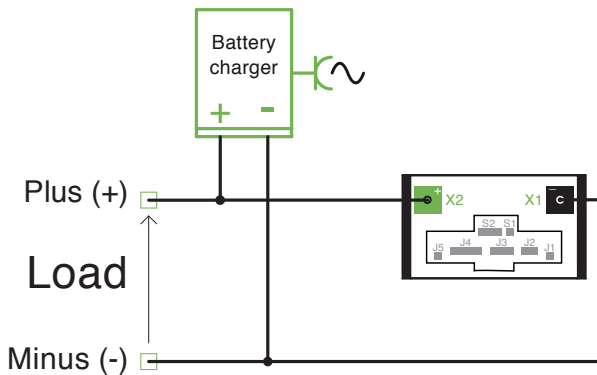 Battery
charger
+ -
Plus (+)
+ X2 X1 - C
S2 S1
J5 J4 J3 J2 J1
Load
Minus (-)